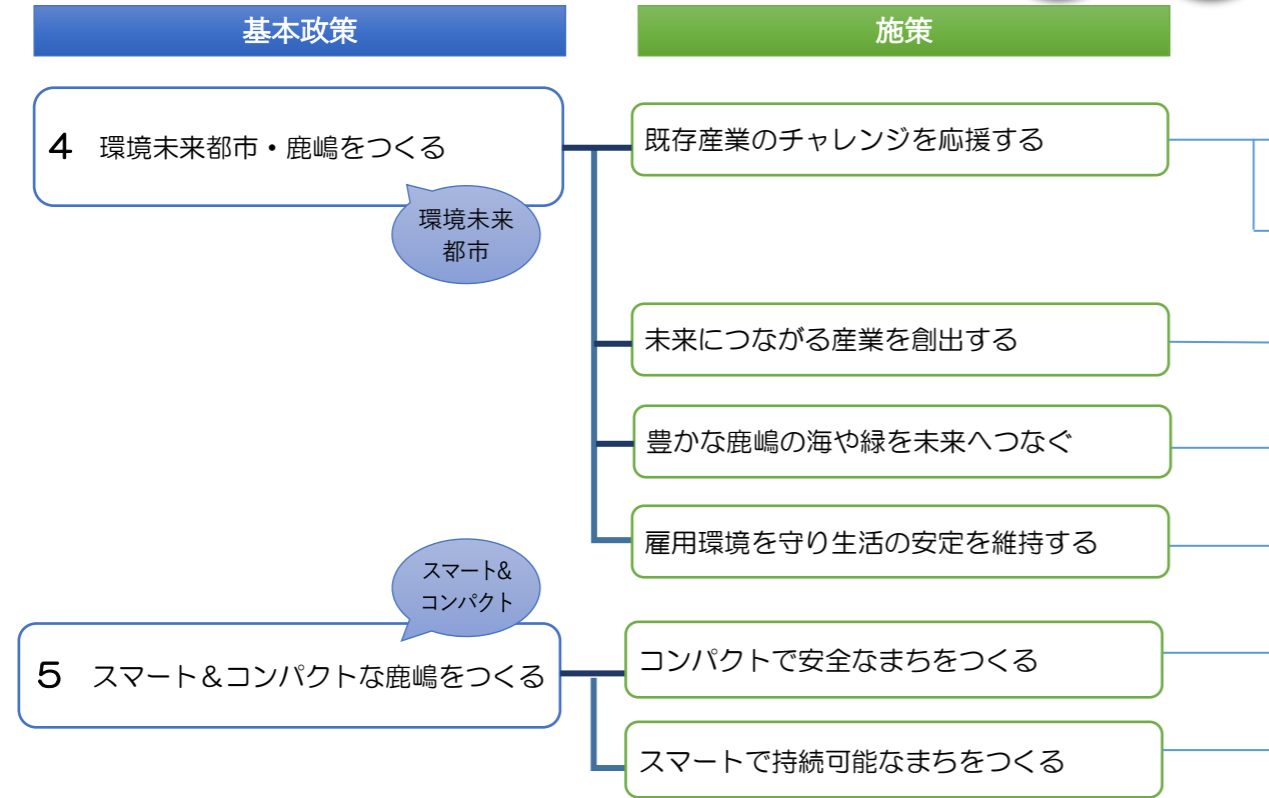 基本政策
施策
4 環境未来都市・鹿嶋をつくる
環境未来
都市
既存産業のチャレンジを応援する
未来につながる産業を創出する
豊かな鹿嶋の海や緑を未来へつなぐ
雇用環境を守り生活の安定を維持する
スマート&
コンパクト
5 スマート＆コンパクトな鹿嶋をつくる
コンパクトで安全なまちをつくる
スマートで持続可能なまちをつくる